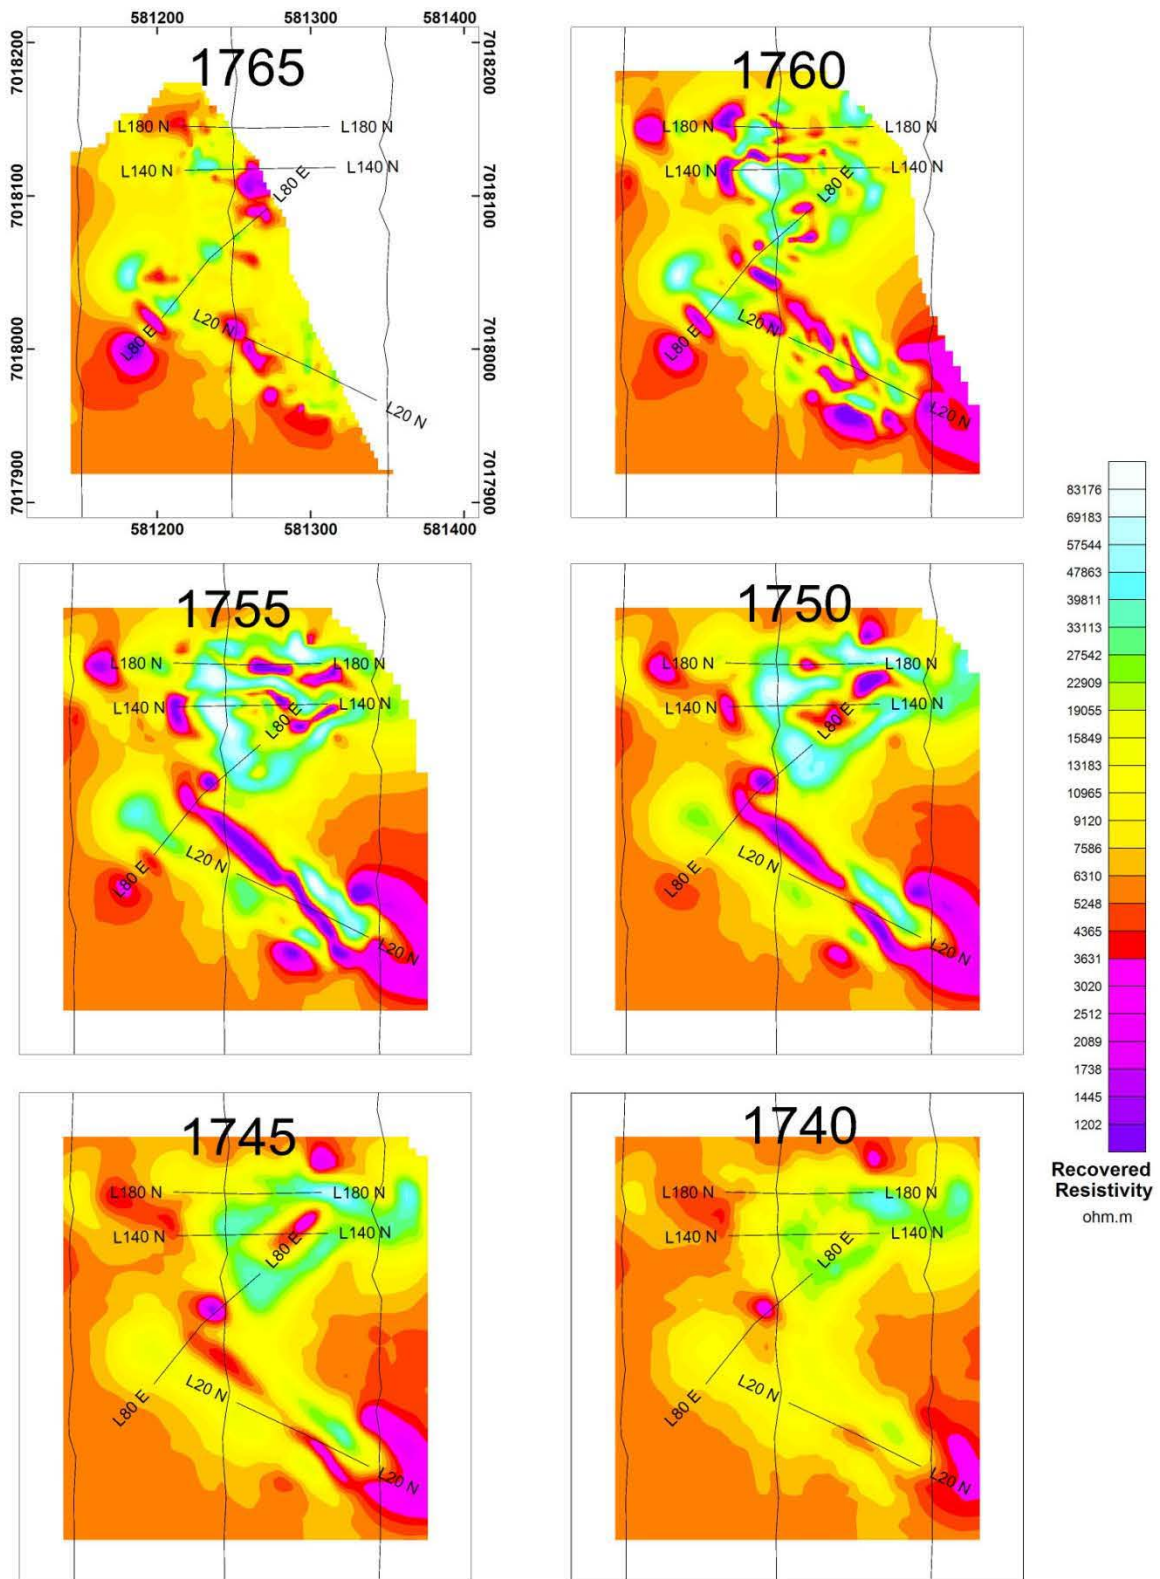 581200 581300 581400
7018200
7018100
7018000
7017900
1765
L180 N L180 N
L140 N L140 N
L80 E
L20 N
L80 E
L20 N
7018200
7018100
7018000
7017900
581200 581300 581400
1760
L180 N L180 N
L140 N L140 N
L80 E
L20 N
L80 E
L20 N
1755
L180 N L180 N
L140 N L140 N
L80 E
L20 N
L80 E
L20 N
1750
L180 N L180 N
L140 N L140 N
L80 E
L20 N
L80 E
L20 N
1745
L180 N L180 N
L140 N L140 N
L80 E
L20 N
L80 E
L20 N
1740
L180 N L180 N
L140 N L140 N
L80 E
L20 N
L80 E
L20 N
83176
69183
57544
47863
39811
33113
27542
22909
19055
15849
13183
10965
9120
7586
6310
5248
4365
3631
3020
2512
2089
1738
1445
1202
Recovered
Resistivity
ohm.m